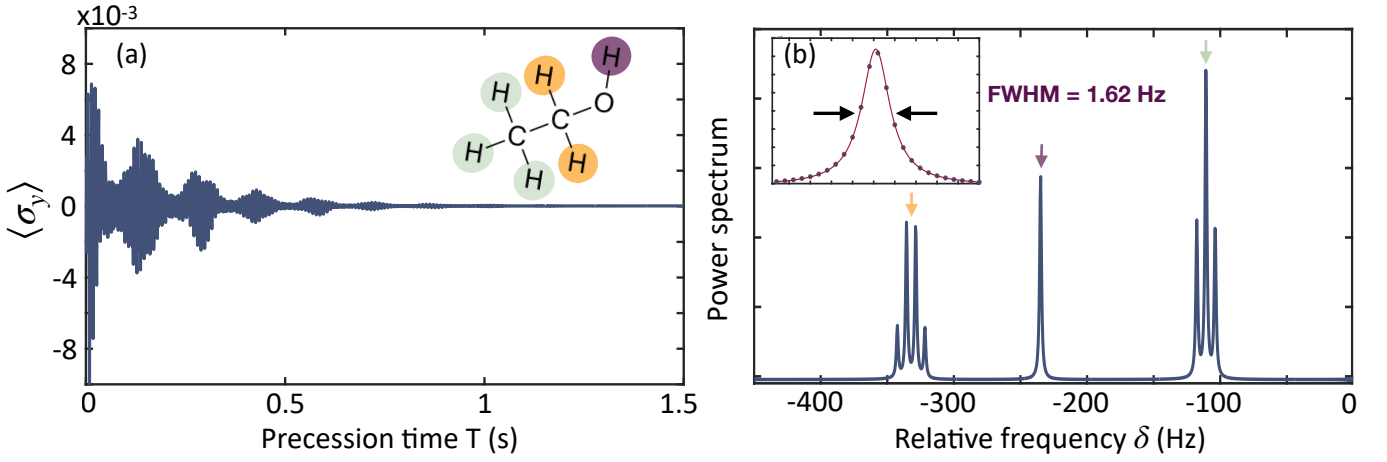 x10-3
(a)
8
4
0
-4
-8
⟨σy⟩
0
0.5
1
1.5
Precession time T (s)
H
H
H
O
C
C
H
H
H
(b)
FWHM = 1.62 Hz
Power spectrum
-400
-300
-200
-100
0
Relative frequency δ (Hz)